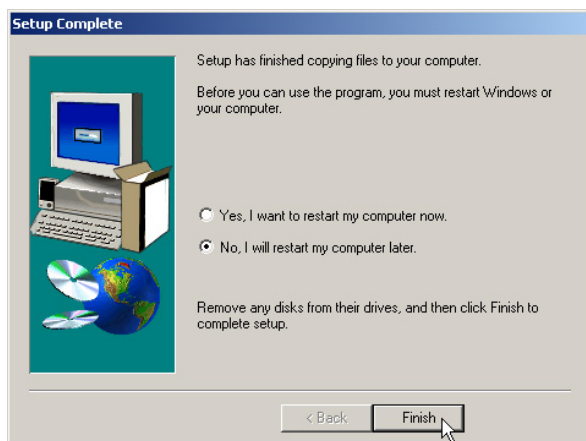 Setup Complete
Setup has finished copying files to your computer.
Before you can use the program, you must restart Windows or
your computer.
Yes, I want to restart my computer now.
No, I will restart my computer later.
Remove any disks from their drives, and then click Finish to
complete setup.
< Back
Finish